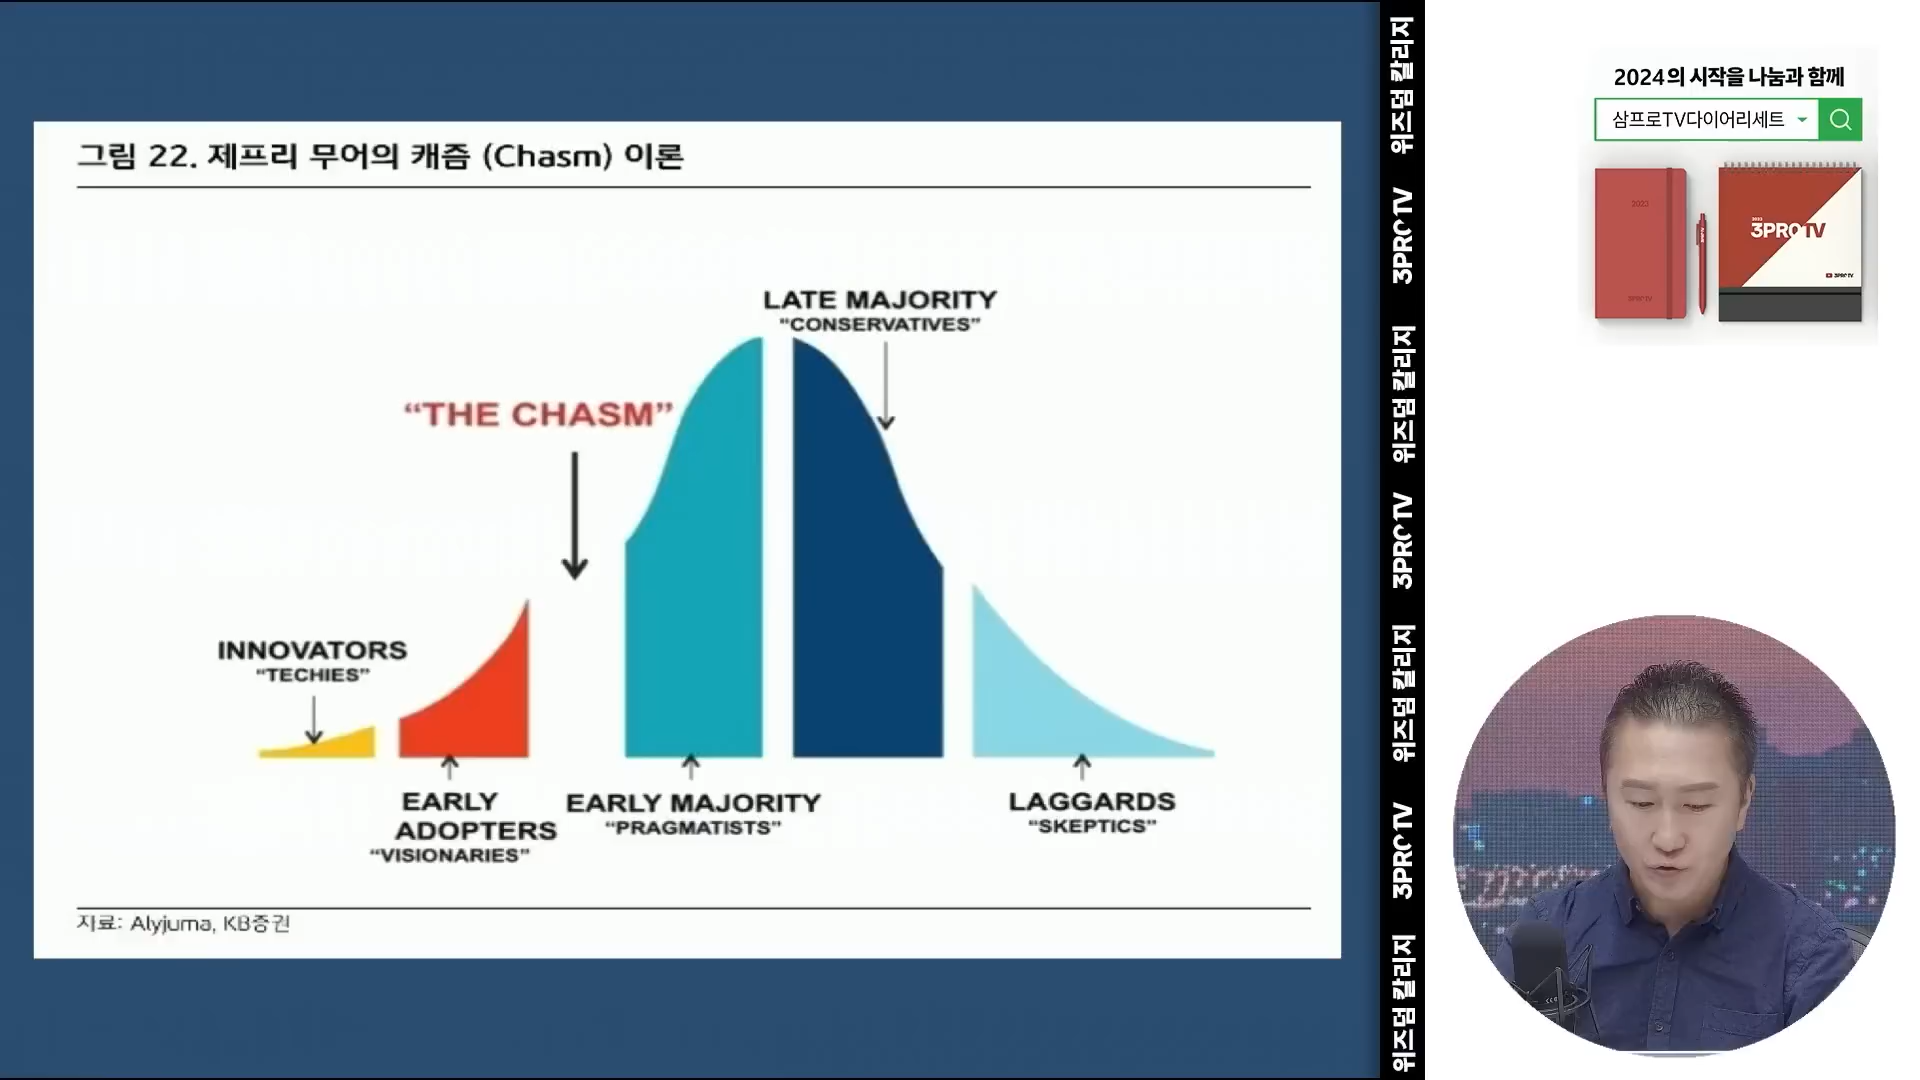 그림 22. 제프리 무어의 캐즘 (Chasm) 이론
LATE MAJORITY
“CONSERVATIVES”
“THE CHASM”
INNOVATORS
“TECHIES”
EARLY
ADOPTERS
“VISIONARIES”
EARLY MAJORITY
“PRAGMATISTS”
LAGGARDS
“SKEPTICS”
자료: Alyjuma, KB증권
위즈덤 칼리지
3PROTV
위즈덤 칼리지
3PROTV
위즈덤 칼리지
3PROTV
위즈덤 칼리지
2024의 시작을 나눔과 함께
삼프로TV다이어리세트
2022
3PROTV
3PROTV
3PROTV